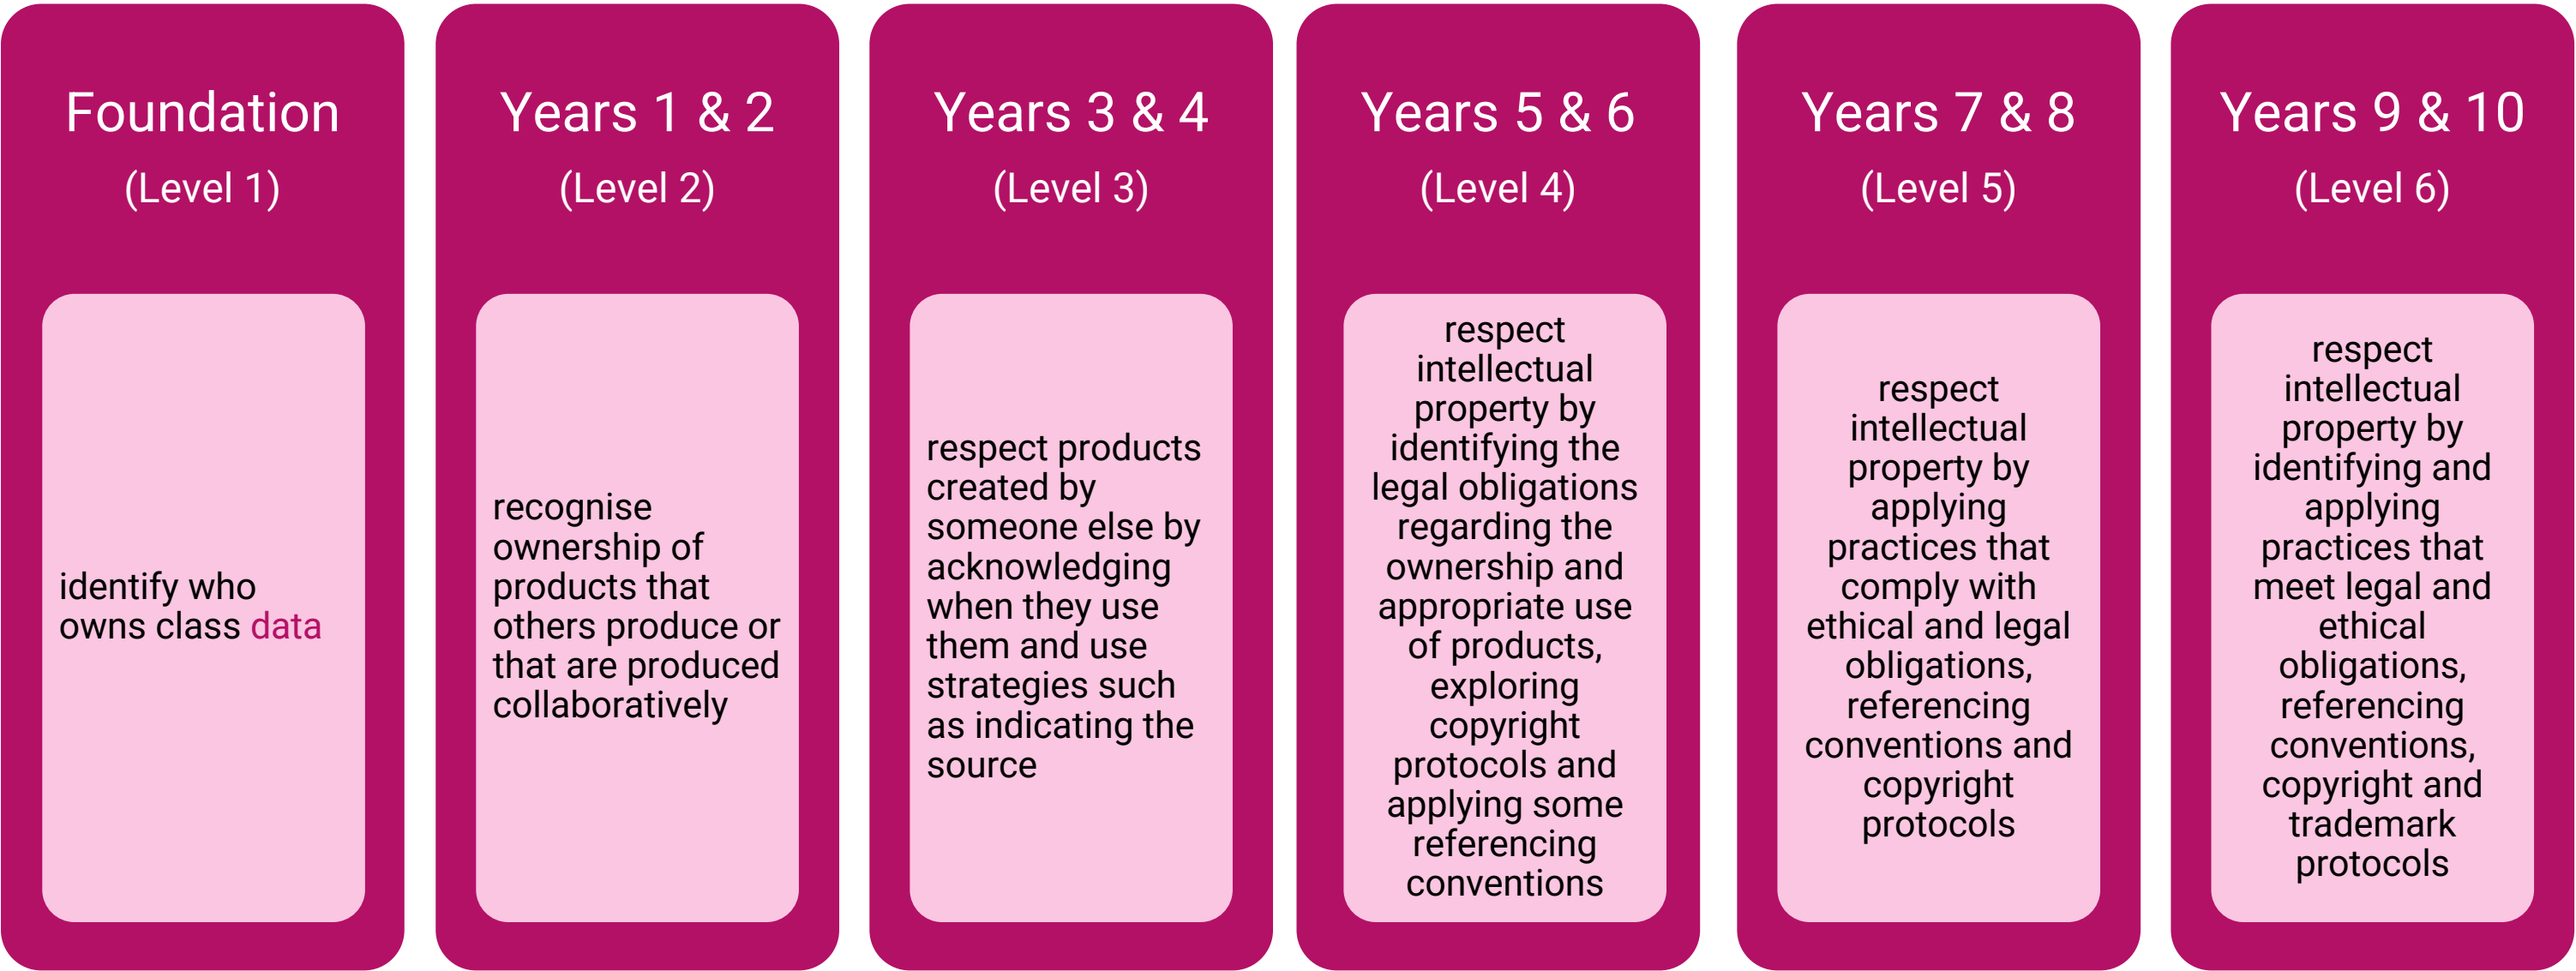 Foundation
(Level 1)
identify who
owns class data
Years 1 & 2
(Level 2)
recognise
ownership of
products that
others produce or
that are produced
collaboratively
Years 3 & 4
(Level 3)
respect products
created by
someone else by
acknowledging
when they use
them and use
strategies such
as indicating the
source
Years 5 & 6
(Level 4)
respect
intellectual
property by
identifying the
legal obligations
regarding the
ownership and
appropriate use
of products,
exploring
copyright
protocols and
applying some
referencing
conventions
Years 7 & 8
(Level 5)
respect
intellectual
property by
applying
practices that
comply with
ethical and legal
obligations,
referencing
conventions and
copyright
protocols
Years 9 & 10
(Level 6)
respect
intellectual
property by
identifying and
applying
practices that
meet legal and
ethical
obligations,
referencing
conventions,
copyright and
trademark
protocols